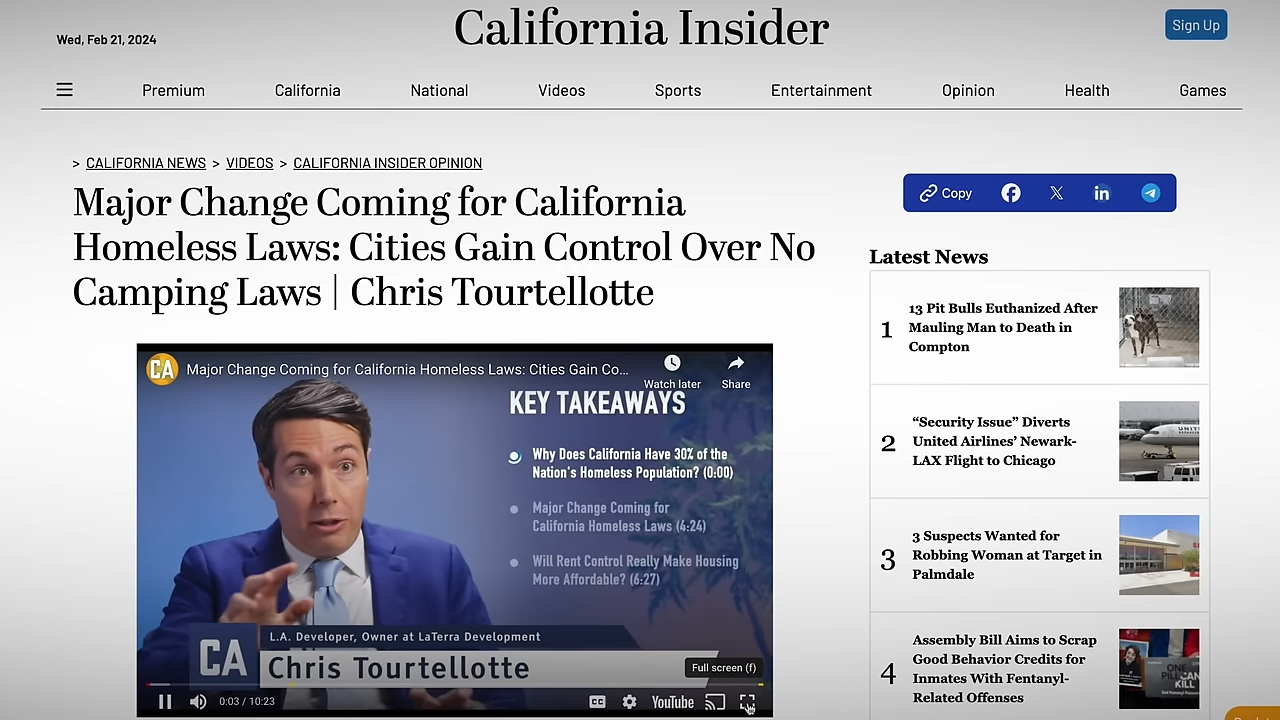 California Insider
Wed, Feb 21, 2024
Sign Up
Premium
California
National
Videos
Sports
Entertainment
Opinion
Health
Games
> CALIFORNIA NEWS > VIDEOS > CALIFORNIA INSIDER OPINION
Major Change Coming for California
Homeless Laws: Cities Gain Control Over No
Camping Laws | Chris Tourtellotte
CA
Major Change Coming for California Homeless Laws: Cities Gain Co...
Watch later
Share
KEY TAKEAWAYS
Why Does California Have 30% of the
Nation's Homeless Population? (0:00)
Major Change Coming for
California Homeless Laws (4:24)
Will Rent Control Really Make Housing
More Affordable? (6:27)
CA
L.A. Developer, Owner at LaTerra Development
Chris Tourtellotte
Full screen (f)
0:03 / 10:23
CC
YouTube
Copy
Latest News
1
13 Pit Bulls Euthanized After
Mauling Man to Death in
Compton
2
“Security Issue” Diverts
United Airlines’ Newark-
LAX Flight to Chicago
UNIT
3
3 Suspects Wanted for
Robbing Woman at Target in
Palmdale
4
Assembly Bill Aims to Scrap
Good Behavior Credits for
Inmates With Fentanyl-
Related Offenses
ONE
PILL CAN
KILL